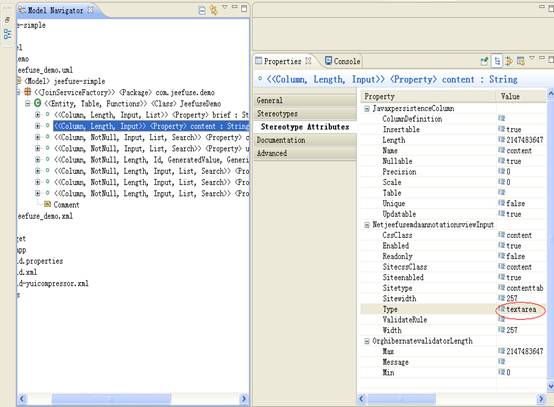 Model Navigator
e-simple
el
emo
eefuse_demo.uml
<Model> jeefuse-simple
<<JoinServiceFactory>> <Package> com.jeefuse.demo
<<Entity, Table, Functions>> <Class> JeefuseDemo
<<Column, Length, Input, List>> <Property> brief : Str
<<Column, Length, Input>> <Property> content : String
<<Column, NotNull, Input, List, Search>> <Property> c
<<Column, NotNull, Input, List, Search>> <Property> u
<<Column, NotNull, Length, Id, GeneratedValue, Generi
<<Column, NotNull, Length, Input, List, Search>> <Pro
<<Column, NotNull, Length, Input, List, Search>> <Pro
<<Column, NotNull, Length, Input, List, Search>> <Pro
Comment
eefuse_demo.xml
get
app
ld.properties
ld.xml
ld-yuicompressor.xml
s
Properties
Console
<<Column, Length, Input>> <Property> content : String
General
Stereotypes
Stereotype Attributes
Documentation
Advanced
Property Value
JavaxpersistenceColumn
ColumnDefinition
Insertable true
Length 2147483647
Name content
Nullable true
Precision 0
Scale 0
Table
Unique false
Updatable true
NetjeefusemdaannotationsviewInput
CssClass content
Enabled true
Readonly false
SitecssClass content
Siteenabled true
Sitetype contenttab
Sitewidth 257
Type textarea
ValidateRule
Width 257
OrghibernatevalidatorLength
Max 2147483647
Message
Min 0